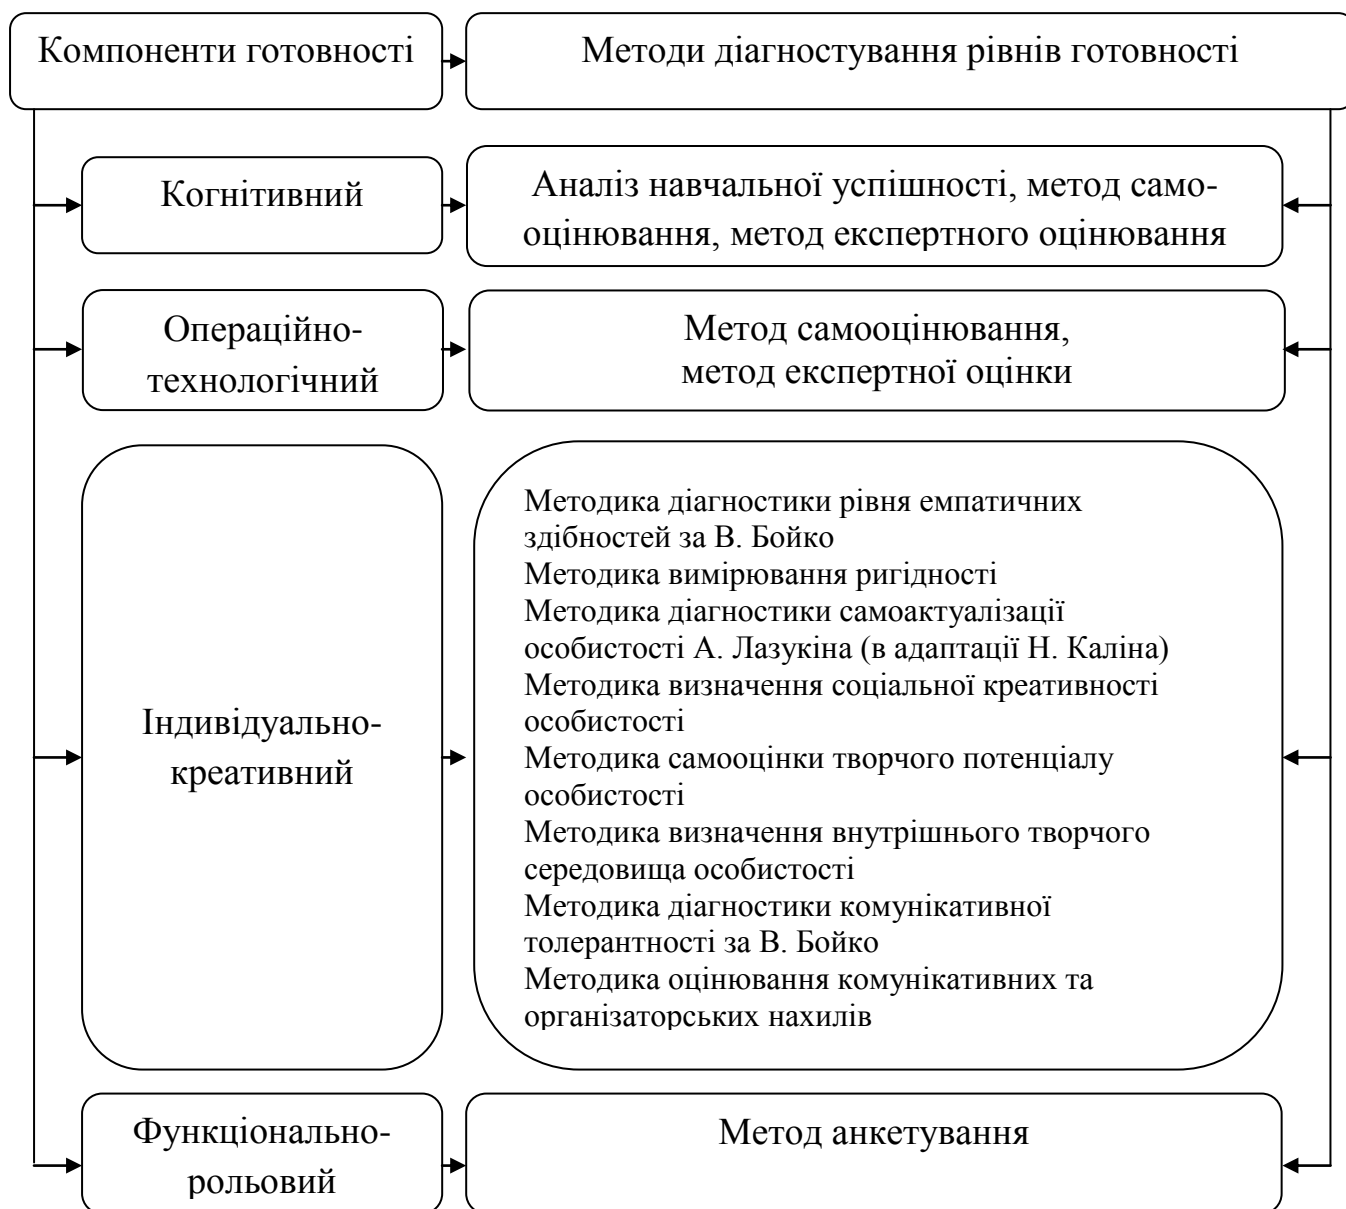 Компоненти готовності
Методи діагностування рівнів готовності
Когнітивний
Аналіз навчальної успішності, метод само-
оцінювання, метод експертного оцінювання
Операційно-
технологічний
Метод самооцінювання,
метод експертної оцінки
Індивідуально-
креативний
Методика діагностики рівня емпатичних
здібностей за В. Бойко
Методика вимірювання ригідності
Методика діагностики самоактуалізації
особистості А. Лазукіна (в адаптації Н. Каліна)
Методика визначення соціальної креативності
особистості
Методика самооцінки творчого потенціалу
особистості
Методика визначення внутрішнього творчого
середовища особистості
Методика діагностики комунікативної
толерантності за В. Бойко
Методика оцінювання комунікативних та
організаторських нахилів
Функціонально-
рольовий
Метод анкетування